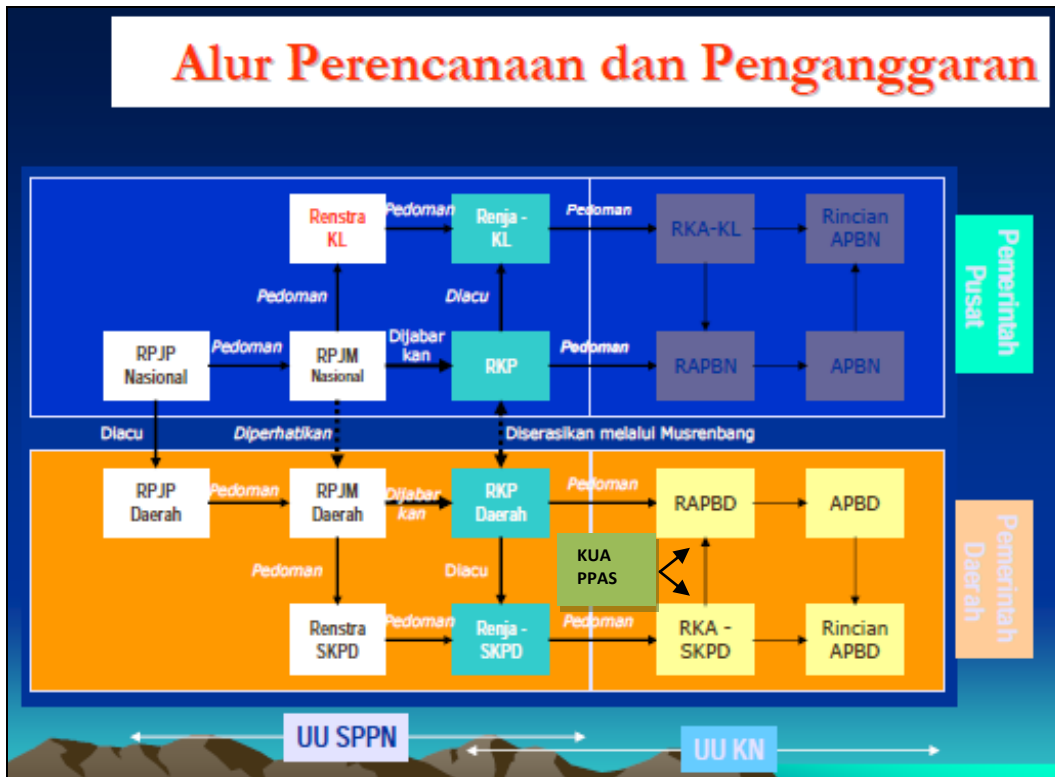 Alur Perencanaan dan Penganggaran
Renstra
KL
Pedoman
Renja -
KL
Pedoman
RKA-KL
Rincian
APBN
Pemerintah
Pusat
Pedoman
Diacu
RPJP
Nasional
Pedoman
RPJM
Nasional
Dijabar
kan
RKP
Pedoman
RAPBN
APBN
Diacu
Diperhatikan
Diserasikan melalui Musrenbang
RPJP
Daerah
Pedoman
RPJM
Daerah
Dijabar
kan
RKP
Daerah
Pedoman
RAPBD
APBD
Pemerintah
Daerah
Pedoman
Diacu
KUA
PPAS
Renstra
SKPD
Pedoman
Renja -
SKPD
Pedoman
RKA -
SKPD
Rincian
APBD
UU SPPN
UU KN